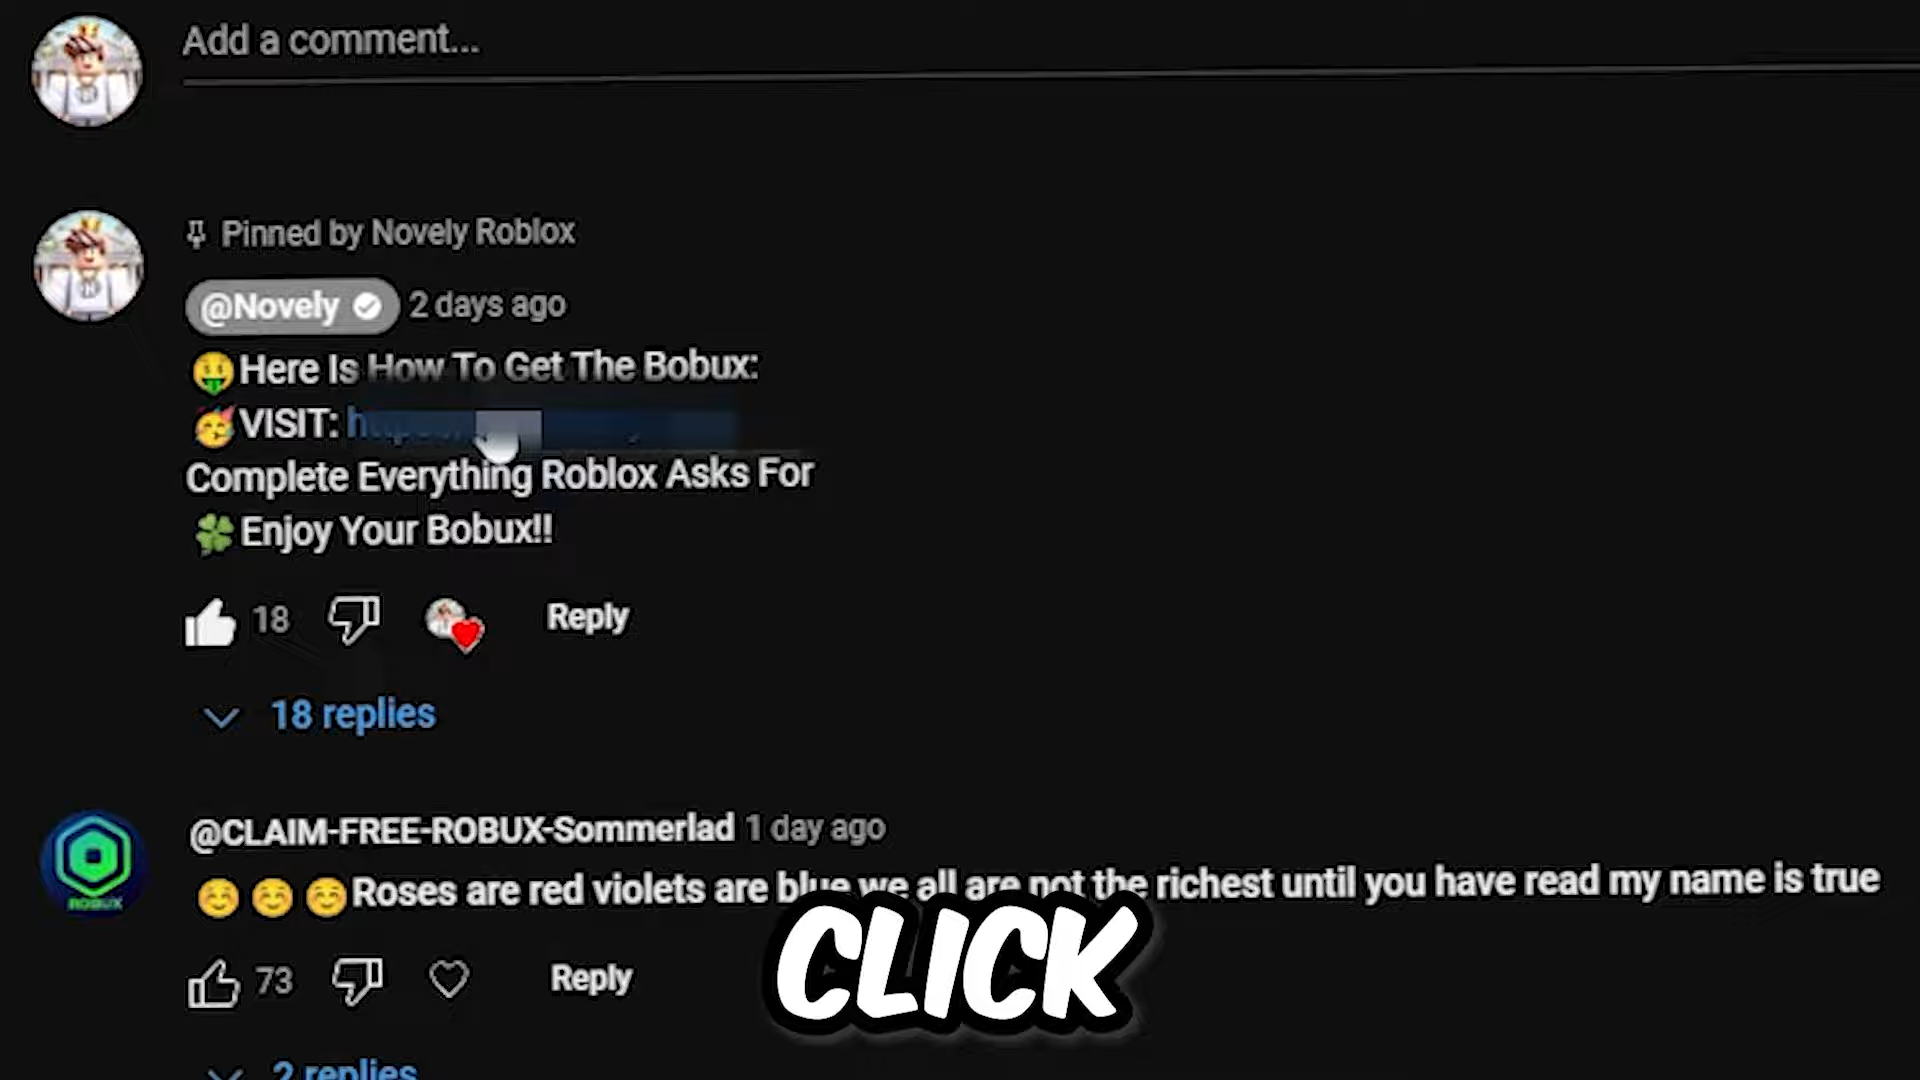 Add a comment...
Pinned by Novely Roblox
@Novely 2 days ago
🤑Here Is How To Get The Bobux:
🥳VISIT:
Complete Everything Roblox Asks For
🍀Enjoy Your Bobux!!
18 Reply
18 replies
@CLAIM-FREE-ROBUX-Sommerlad 1 day ago
ROBUX
☺️☺️☺️Roses are red violets are blue we all are not the richest until you have read my name is true
CLICK
73 Reply
2 replies